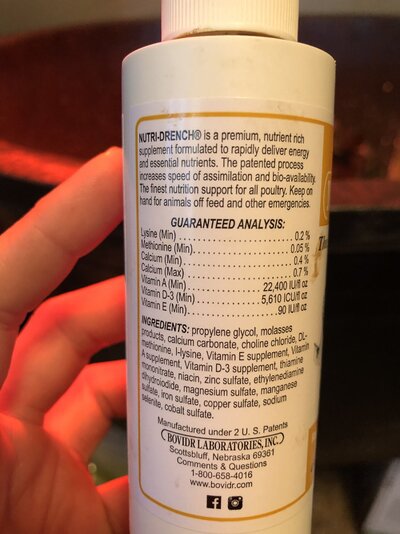 NUTRI-DRENCH® is a premium, nutrient rich
supplement formulated to rapidly deliver energy
and essential nutrients. The patented process
increases speed of assimilation and bio-availability.
The finest nutrition support for all poultry. Keep on
hand for animals off feed and other emergencies.
GUARANTEED ANALYSIS:
Lysine (Min) ........................ 0.2 %
Methionine (Min)........................ 0.05 %
Calcium (Min) ........................ 0.4 %
Calcium (Max) ........................ 0.7 %
Vitamin A (Min) ................ 22,400 IU/fl oz
Vitamin D-3 (Min) ............... 5,610 ICU/fl oz
Vitamin E (Min) ..................... 90 IU/fl oz
INGREDIENTS: propylene glycol, molasses
products, calcium carbonate, choline chloride, DL-
methionine, l-lysine, Vitamin E supplement, Vitamin
A supplement, Vitamin D-3 supplement, thiamine
mononitrate, niacin, zinc sulfate, ethylenediamine
dihydroiodide, magnesium sulfate, manganese
sulfate, iron sulfate, copper sulfate, sodium
selenite, cobalt sulfate.
Manufactured under 2 U. S. Patents
BOVIDR LABORATORIES, INC.
Scottsbluff, Nebraska 69361
Comments & Questions
1-800-658-4016
www.bovidr.com